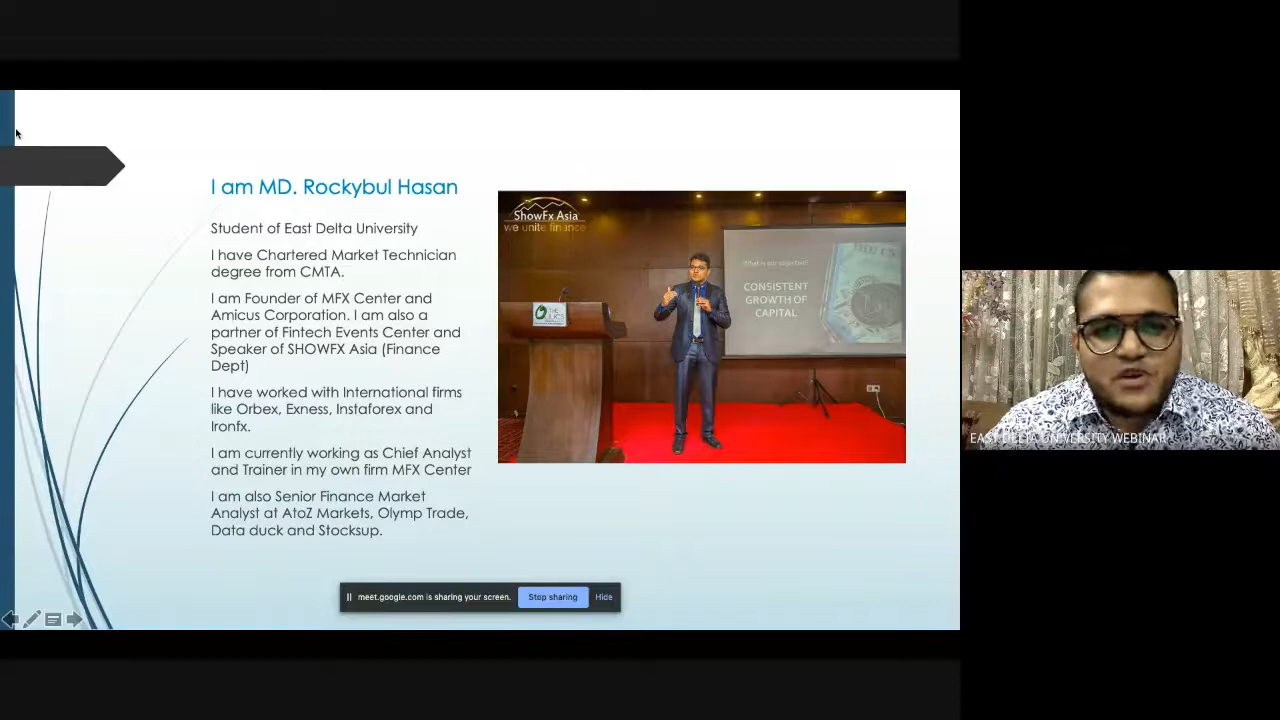 I am MD. Rockybul Hasan
Student of East Delta University
I have Chartered Market Technician
degree from CMTA.
I am Founder of MFX Center and
Amicus Corporation. I am also a
partner of Fintech Events Center and
Speaker of SHOWFX Asia (Finance
Dept)
I have worked with International firms
like Orbex, Exness, Instaforex and
Ironfx.
I am currently working as Chief Analyst
and Trainer in my own firm MFX Center
I am also Senior Finance Market
Analyst at AtoZ Markets, Olymp Trade,
Data duck and Stocksup.
ShowFx Asia
we unite finance
What is our objective?
CONSISTENT
GROWTH OF
CAPITAL
THE
EAST DELTA UNIVERSITY WEBINAR
meet.google.com is sharing your screen.
Stop sharing
Hide